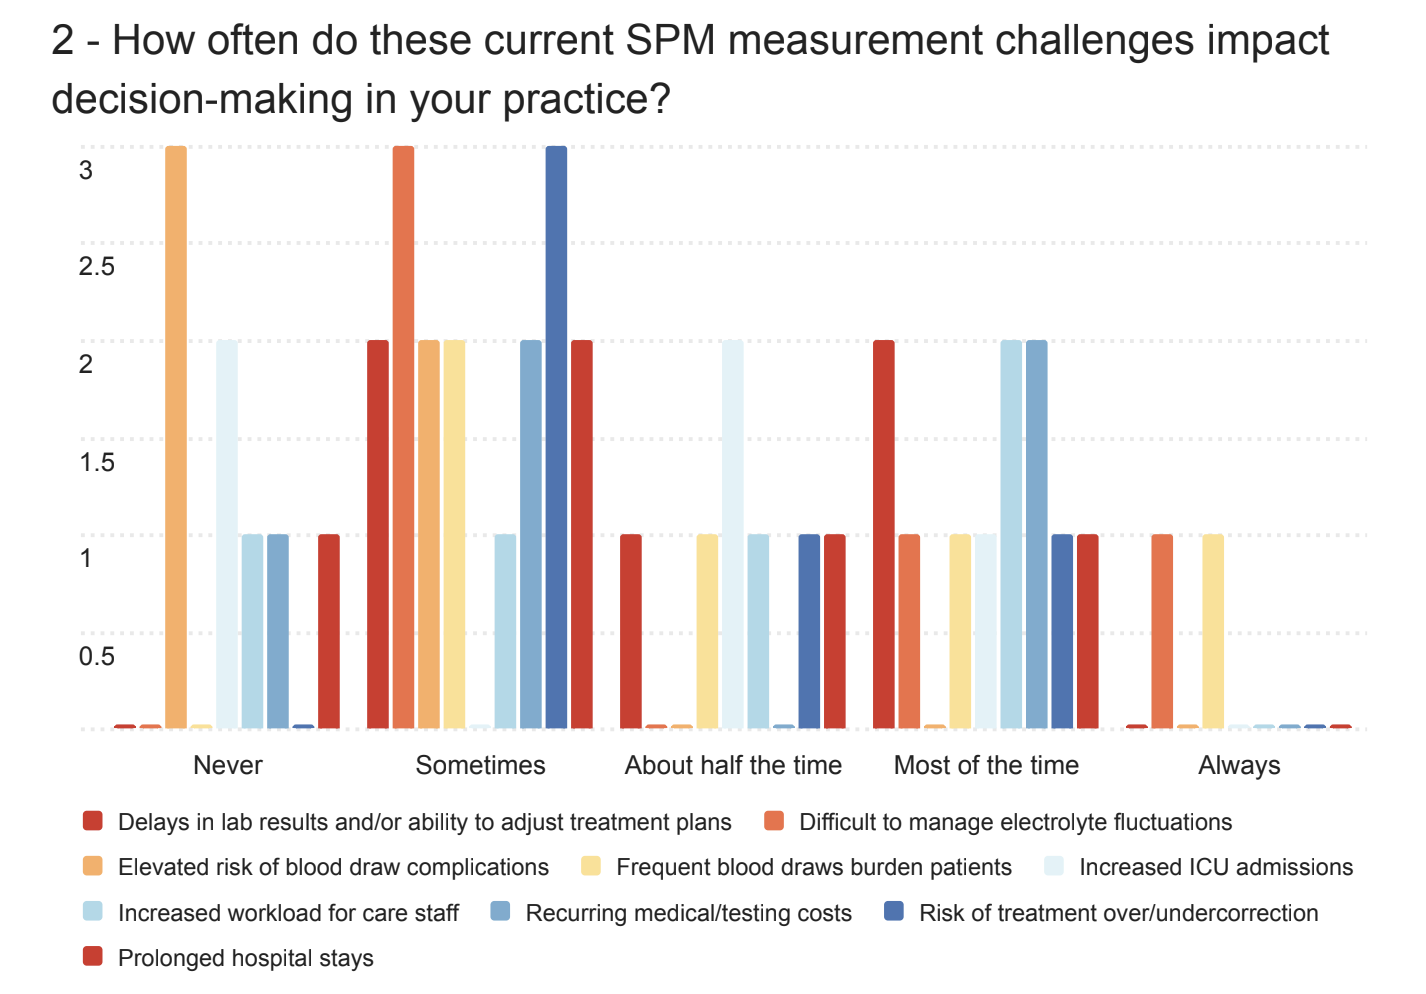 2 - How often do these current SPM measurement challenges impact
decision-making in your practice?
3
2.5
2
1.5
1
0.5
Never Sometimes About half the time Most of the time Always
Delays in lab results and/or ability to adjust treatment plans Difficult to manage electrolyte fluctuations
Elevated risk of blood draw complications Frequent blood draws burden patients Increased ICU admissions
Increased workload for care staff Recurring medical/testing costs Risk of treatment over/undercorrection
Prolonged hospital stays